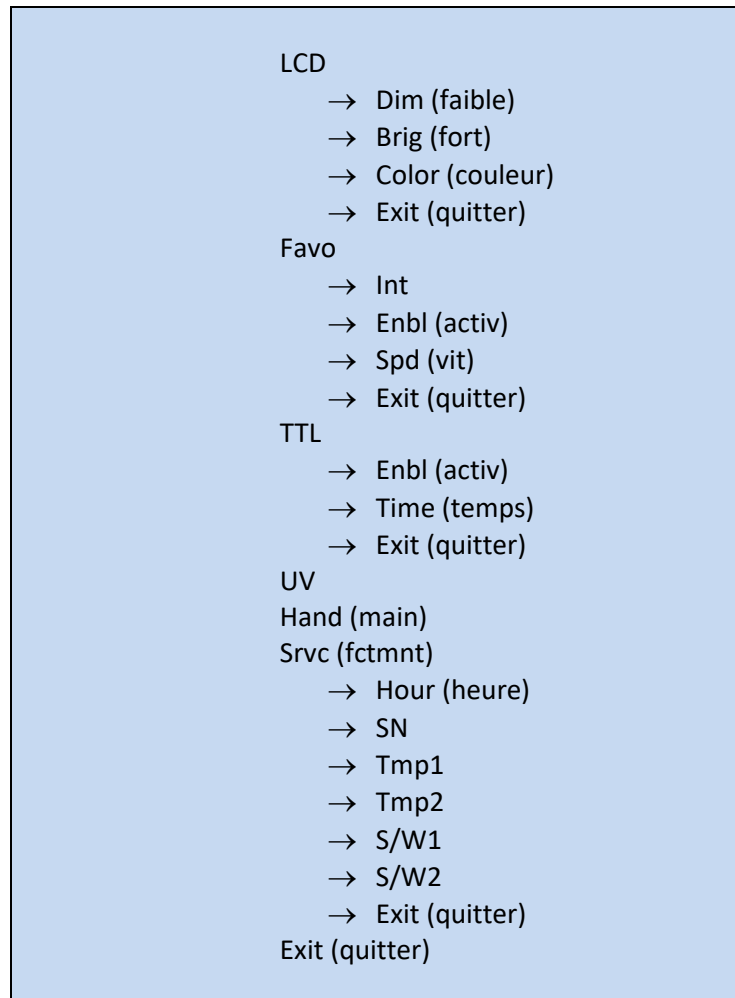 LCD
→ Dim (faible)
→ Brig (fort)
→ Color (couleur)
→ Exit (quitter)
Favo
→ Int
→ Enbl (activ)
→ Spd (vit)
→ Exit (quitter)
TTL
→ Enbl (activ)
→ Time (temps)
→ Exit (quitter)
UV
Hand (main)
Srvc (fctmnt)
→ Hour (heure)
→ SN
→ Tmp1
→ Tmp2
→ S/W1
→ S/W2
→ Exit (quitter)
Exit (quitter)